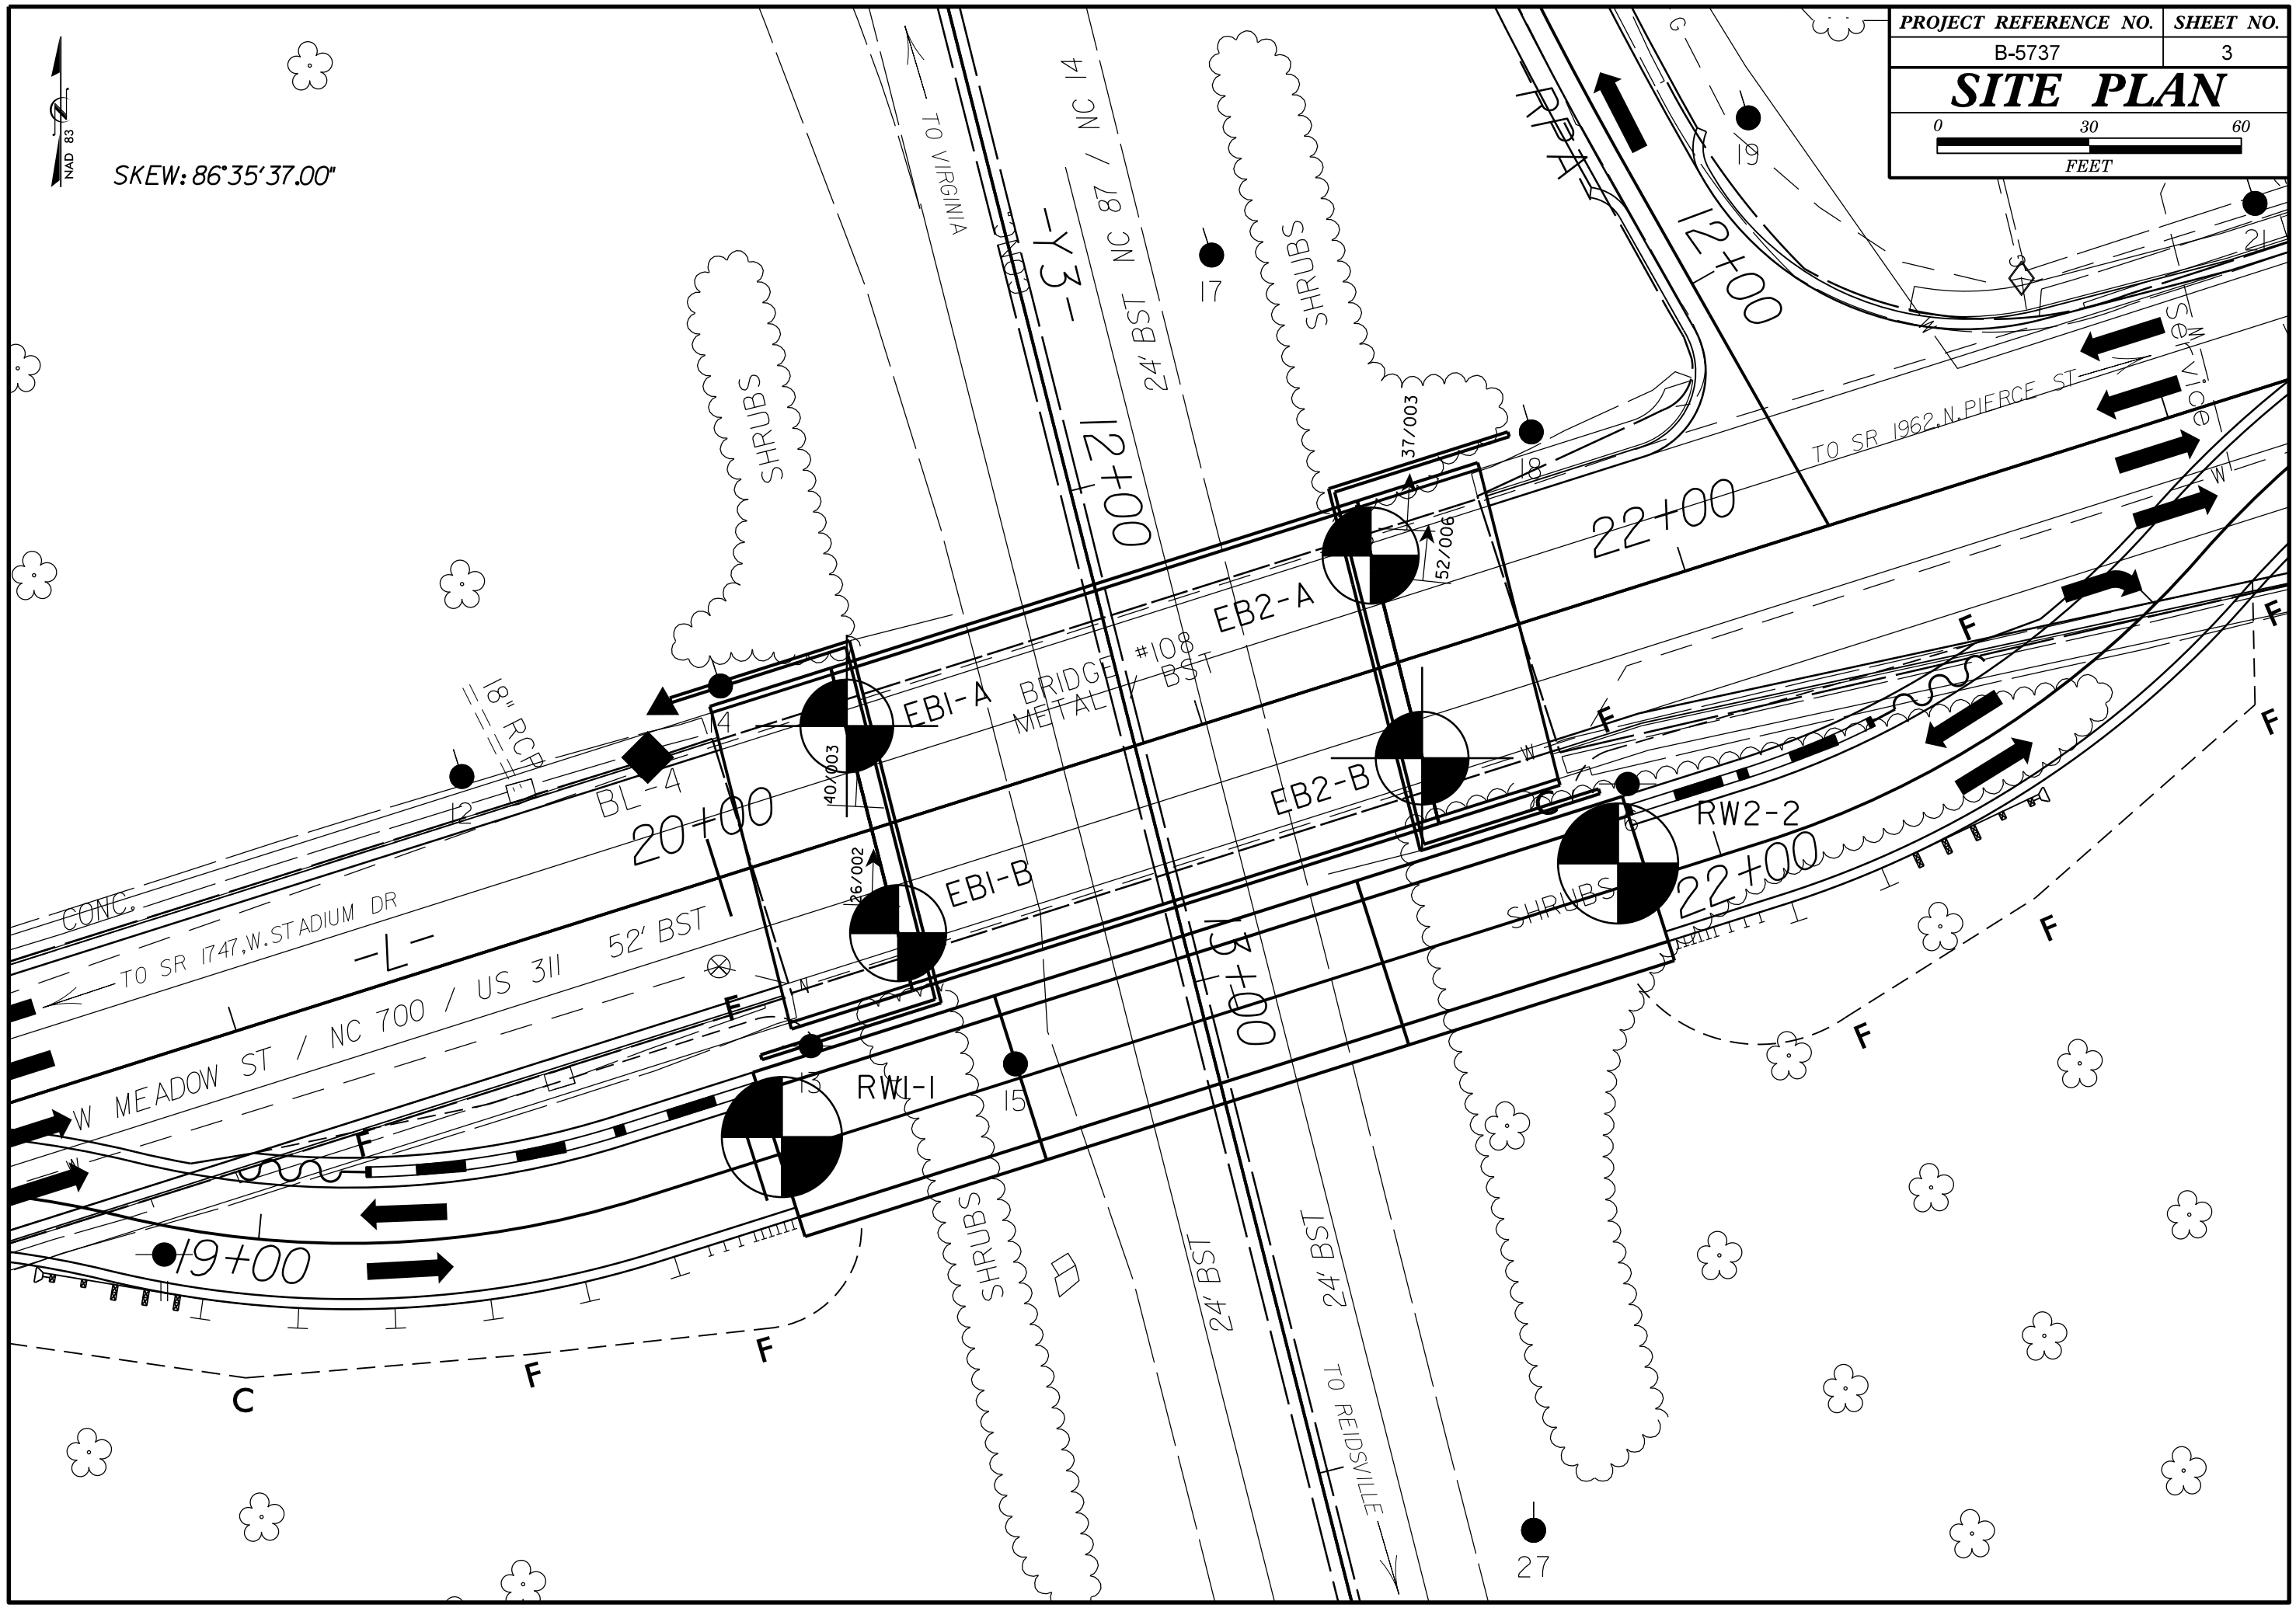 PROJECT REFERENCE NO. SHEET NO.
B-5737 3
SITE PLAN
0 30 60
FEET
NAD 83
SKEW: 86°35'37.00"
TO VIRGINIA
CONC.
-Y3-
24' BST NC 87 / NC 14
17
SHRUBS
-RPA-
G
19
12+00
21
S
W
Service
W
TO SR 1962, N. PIERCE ST
W
SHRUBS
12+00
37/003
18
52/006
22+00
EB2-A
BRIDGE #108
METAL / BST
EB1-A
14
18" RCP
12
BL-4
20+00
40/003
EB2-B
W
F
F
F
F
C
RW2-2
22+00
SHRUBS
26/002
EB1-B
CONC.
TO SR 1747, W. STADIUM DR
-L-
52' BST
W MEADOW ST / NC 700 / US 311
N
F
13+00
F
F
13
RW1-1
15
F
W
19+00
11
SHRUBS
24' BST
24' BST
TO REIDSVILLE
C
F
F
27